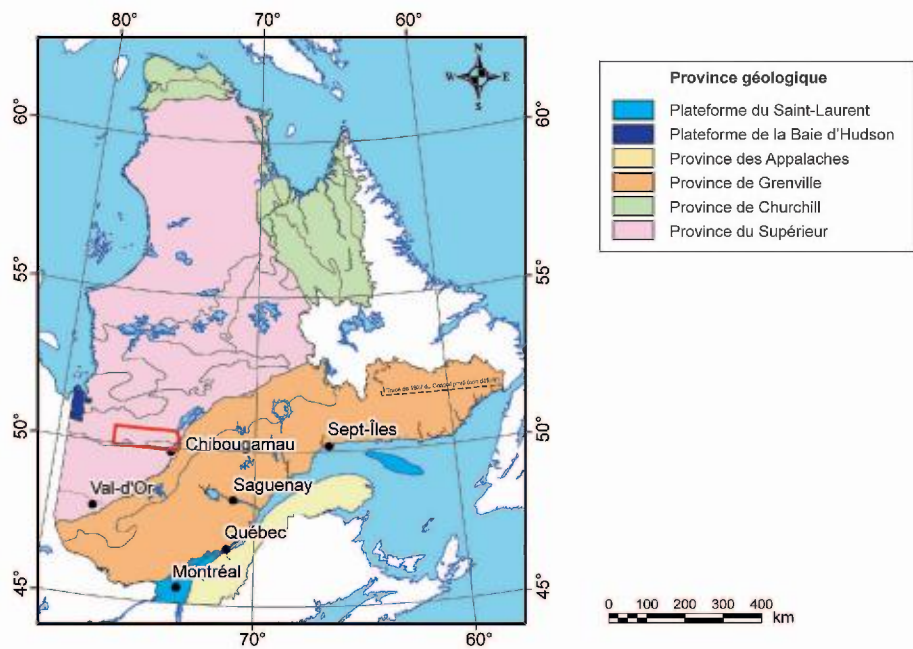 80°
70°
60°
N
W
E
S
60°
60°
55°
55°
50°
50°
45°
45°
Chibougamau
Sept-Îles
Val-d'Or
Saguenay
Québec
Montréal
70°
60°
Province géologique
Plateforme du Saint-Laurent
Plateforme de la Baie d'Hudson
Province des Appalaches
Province de Grenville
Province de Churchill
Province du Supérieur
0 100 200 300 400
km